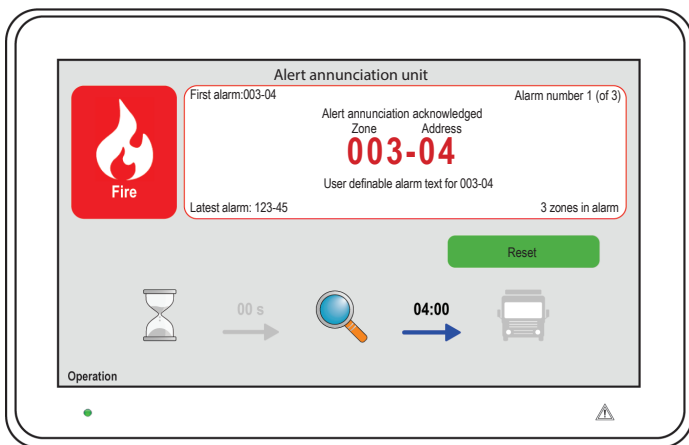 Alert annunciation unit
First alarm:003-04
Alarm number 1 (of 3)
Alert annunciation acknowledged
Zone Address
003-04
User definable alarm text for 003-04
Fire
Latest alarm: 123-45
3 zones in alarm
Reset
00 s
04:00
Operation